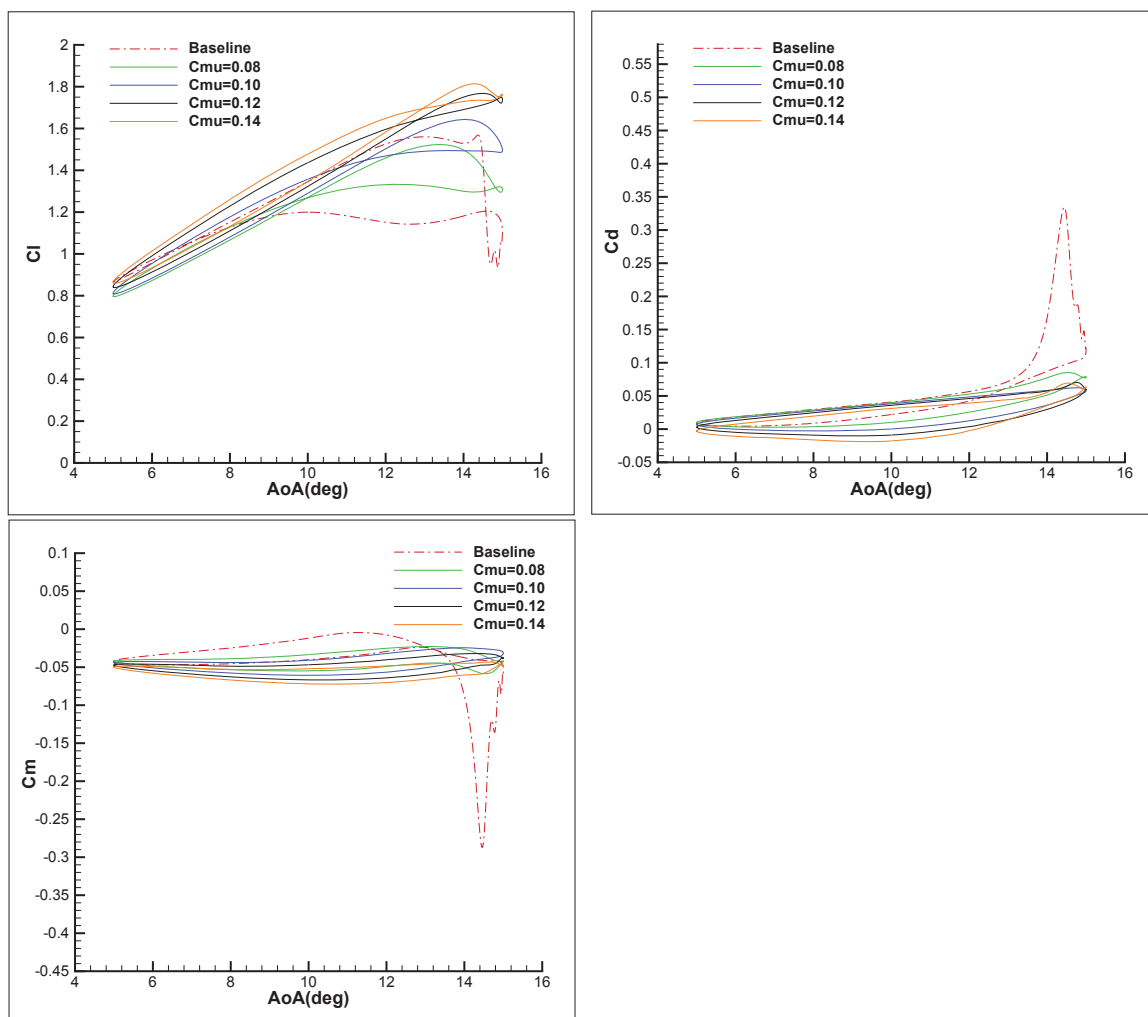 2
1.8
1.6
1.4
1.2
1
0.8
0.6
0.4
0.2
0
Cl
4 6 8 10 12 14 16
AoA(deg)
Baseline
Cmu=0.08
Cmu=0.10
Cmu=0.12
Cmu=0.14
0.55
0.5
0.45
0.4
0.35
0.3
0.25
0.2
0.15
0.1
0.05
0
-0.05
Cd
4 6 8 10 12 14 16
AoA(deg)
Baseline
Cmu=0.08
Cmu=0.10
Cmu=0.12
Cmu=0.14
0.1
0.05
0
-0.05
-0.1
-0.15
-0.2
-0.25
-0.3
-0.35
-0.4
-0.45
Cm
4 6 8 10 12 14 16
AoA(deg)
Baseline
Cmu=0.08
Cmu=0.10
Cmu=0.12
Cmu=0.14